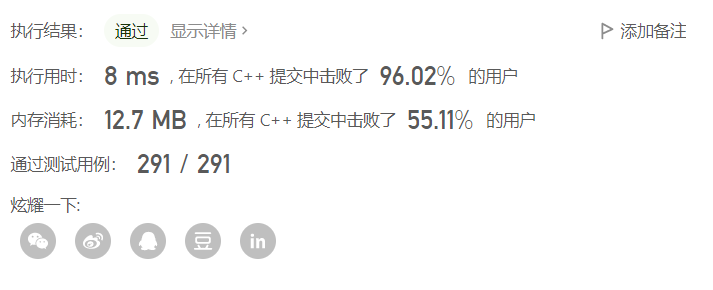 执行结果： 通过 显示详情 > 添加备注
执行用时： 8 ms , 在所有 C++ 提交中击败了 96.02% 的用户
内存消耗： 12.7 MB , 在所有 C++ 提交中击败了 55.11% 的用户
通过测试用例： 291 / 291
炫耀一下:
豆 in